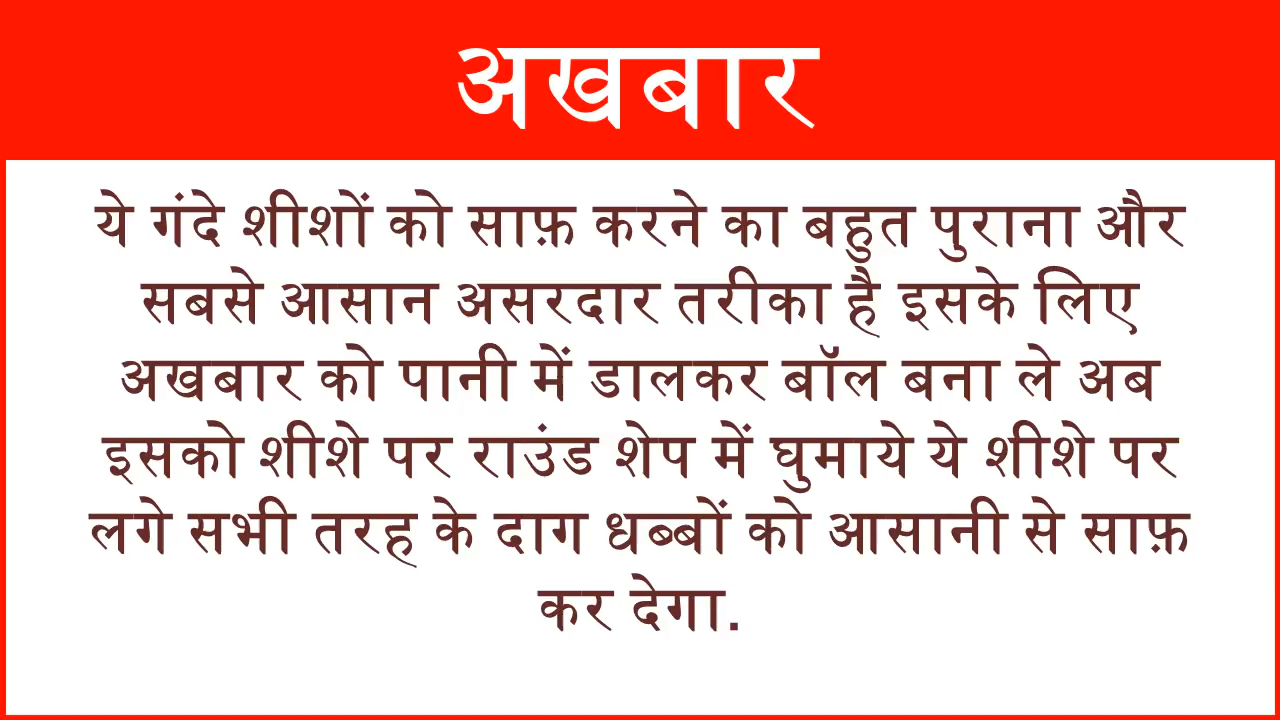 अखबार
ये गंदे शीशों को साफ़ करने का बहुत पुराना और
सबसे आसान असरदार तरीका है इसके लिए
अखबार को पानी में डालकर बॉल बना ले अब
इसको शीशे पर राउंड शेप में घुमाये ये शीशे पर
लगे सभी तरह के दाग धब्बों को आसानी से साफ़
कर देगा.